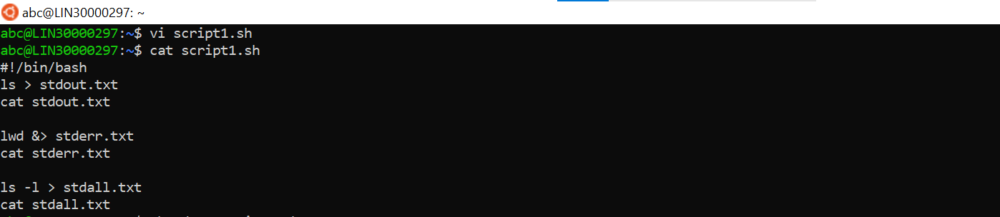 abc@LIN30000297: ~
abc@LIN30000297:~$ vi script1.sh
abc@LIN30000297:~$ cat script1.sh
#!/bin/bash
ls > stdout.txt
cat stdout.txt
lwd &> stderr.txt
cat stderr.txt
ls -l > stdall.txt
cat stdall.txt